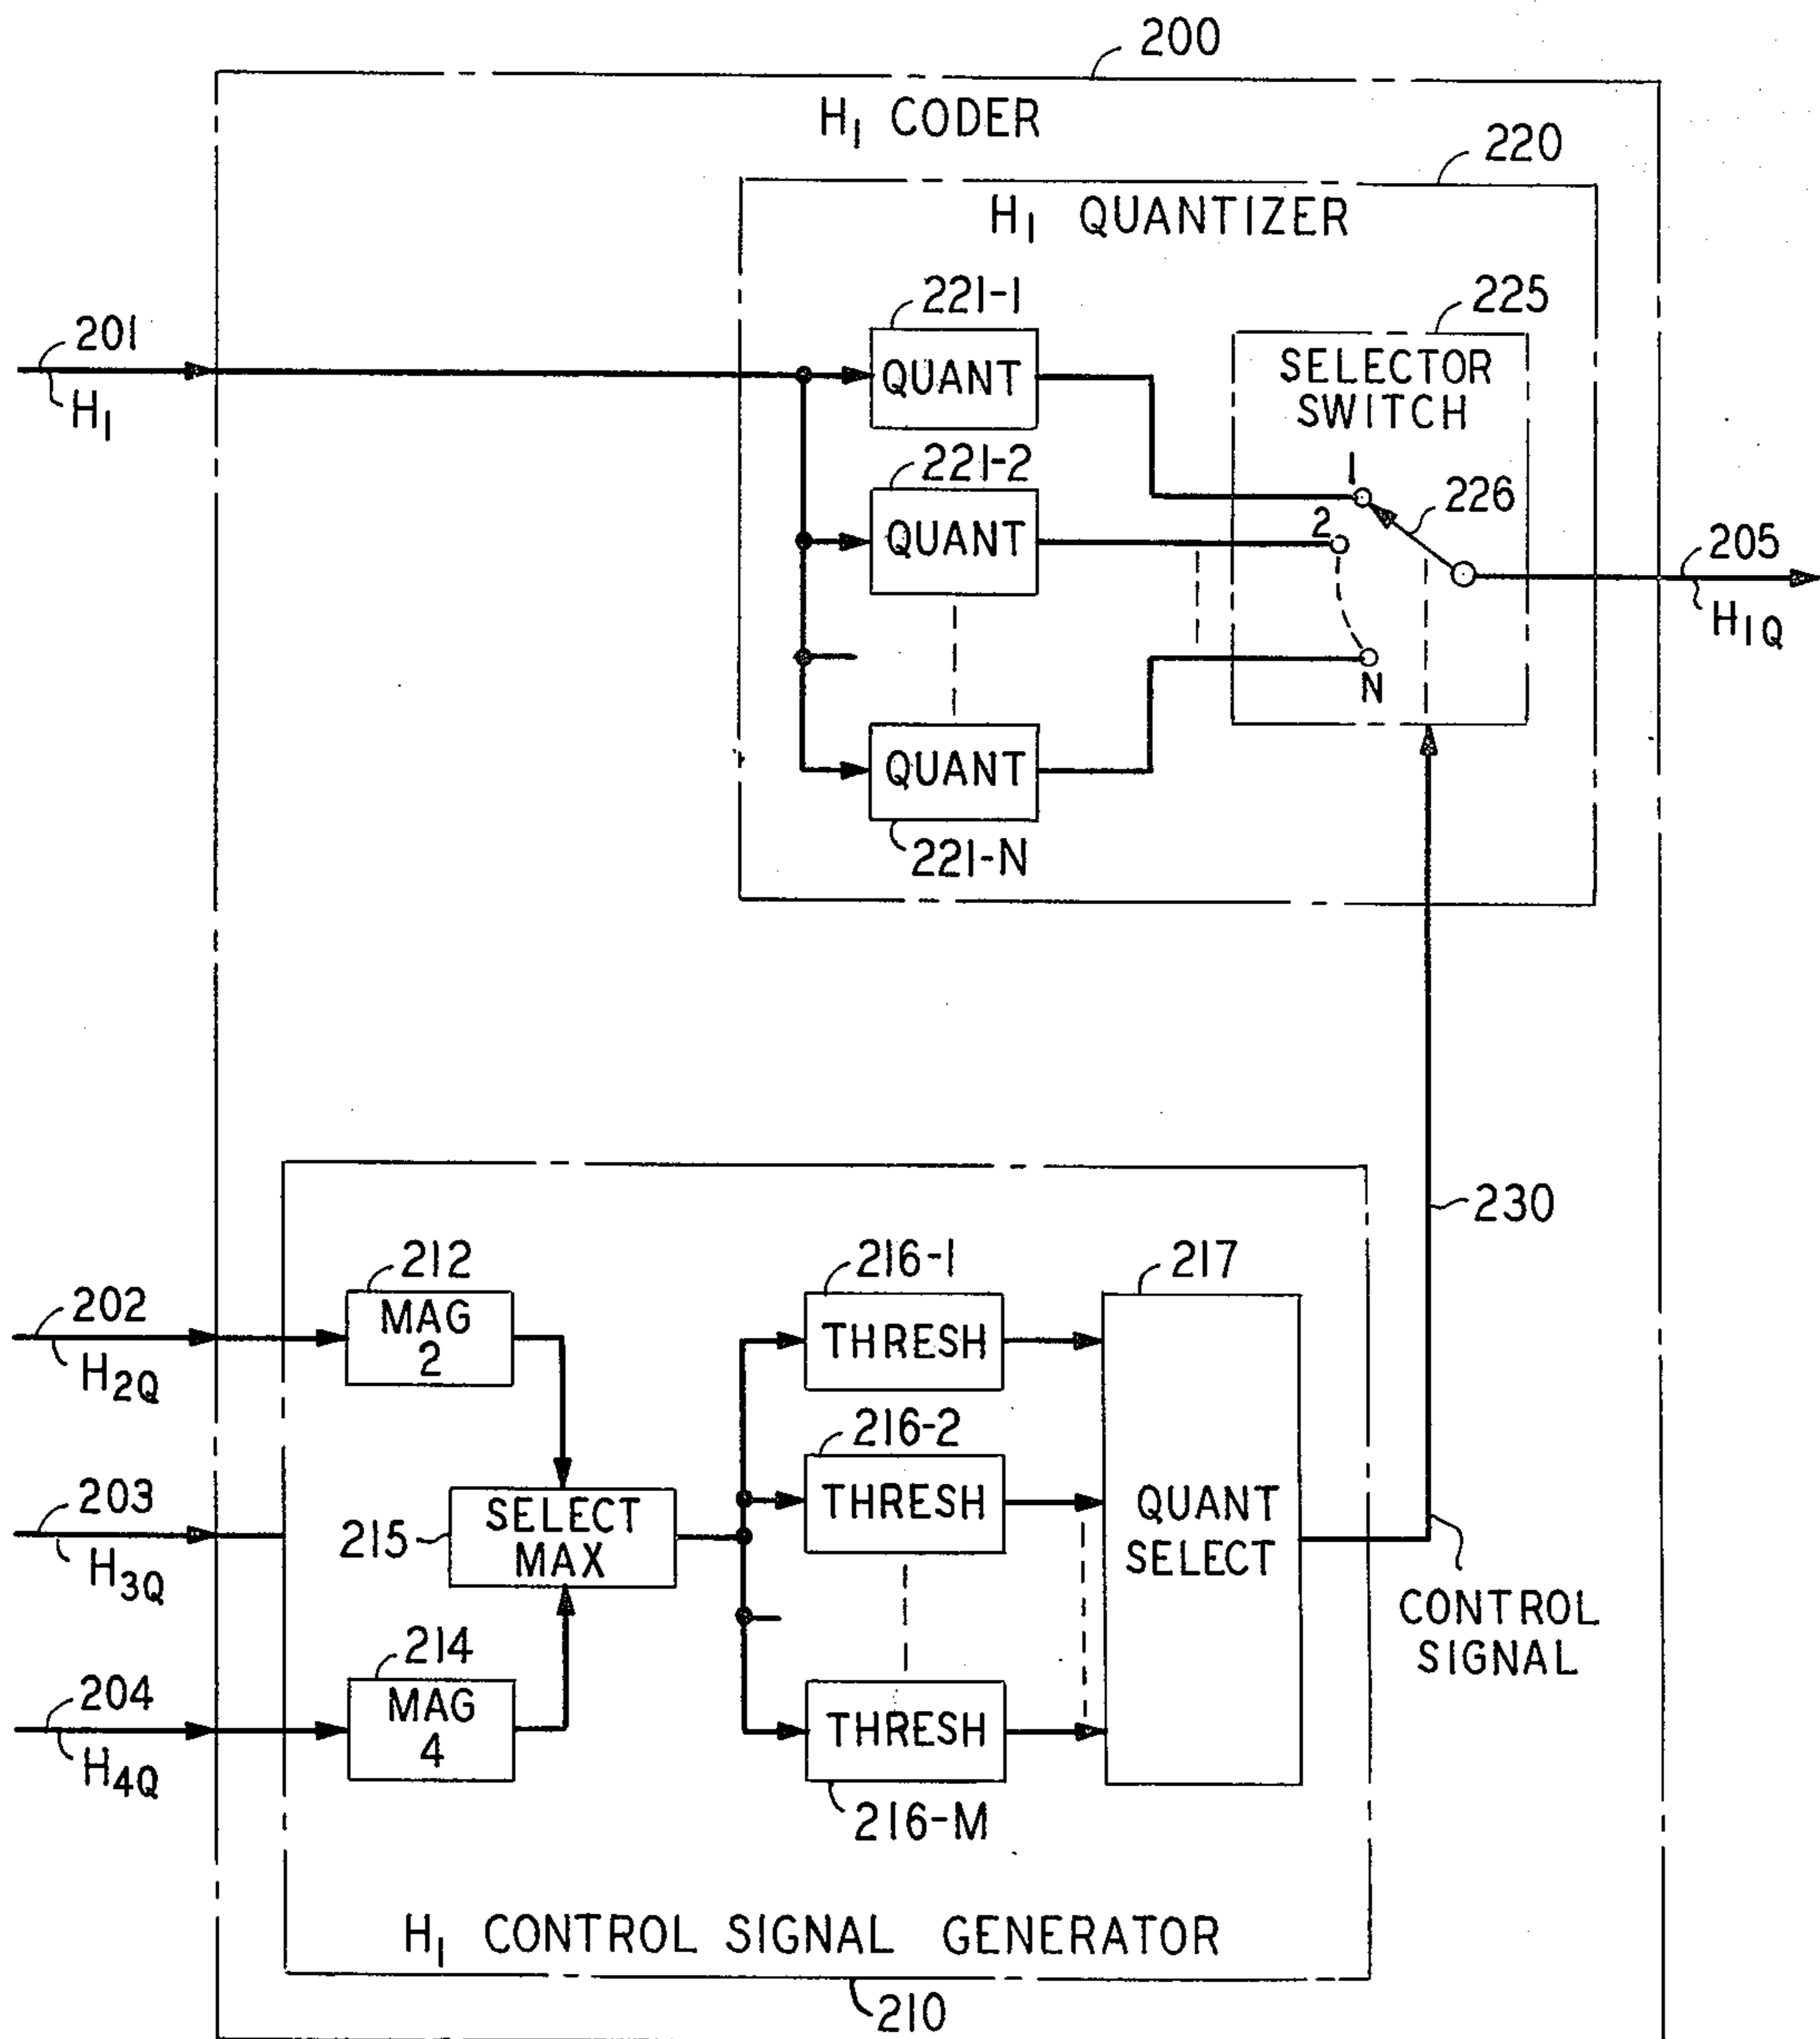 200
H1 CODER
220
H1 QUANTIZER
221-1
225
201
QUANT
SELECTOR
SWITCH
H1
221-2
1
226
QUANT
2
205
H1Q
N
QUANT
221-N
230
212
216-1
217
202
MAG
2
THRESH
H2Q
216-2
203
SELECT
MAX
THRESH
QUANT
SELECT
215
H3Q
CONTROL
SIGNAL
214
204
MAG
4
THRESH
H4Q
216-M
H1 CONTROL SIGNAL GENERATOR
210